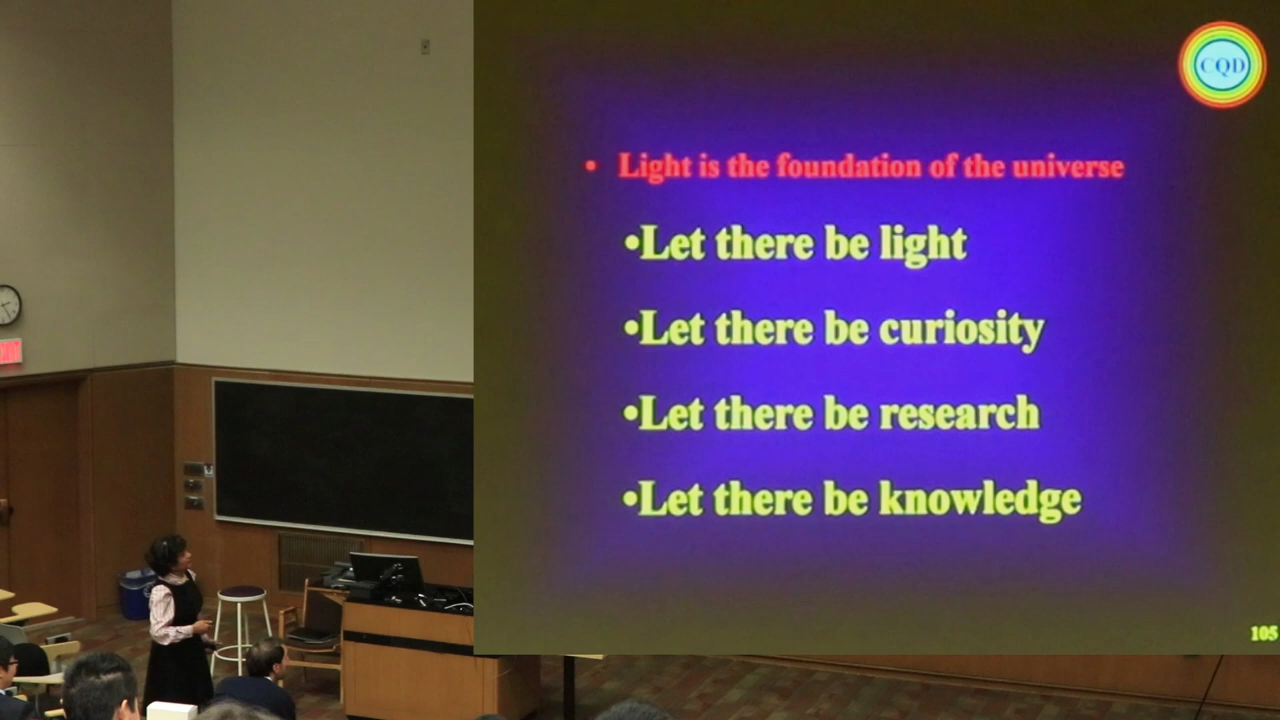 CQD
• Light is the foundation of the universe
•Let there be light
•Let there be curiosity
•Let there be research
•Let there be knowledge
105